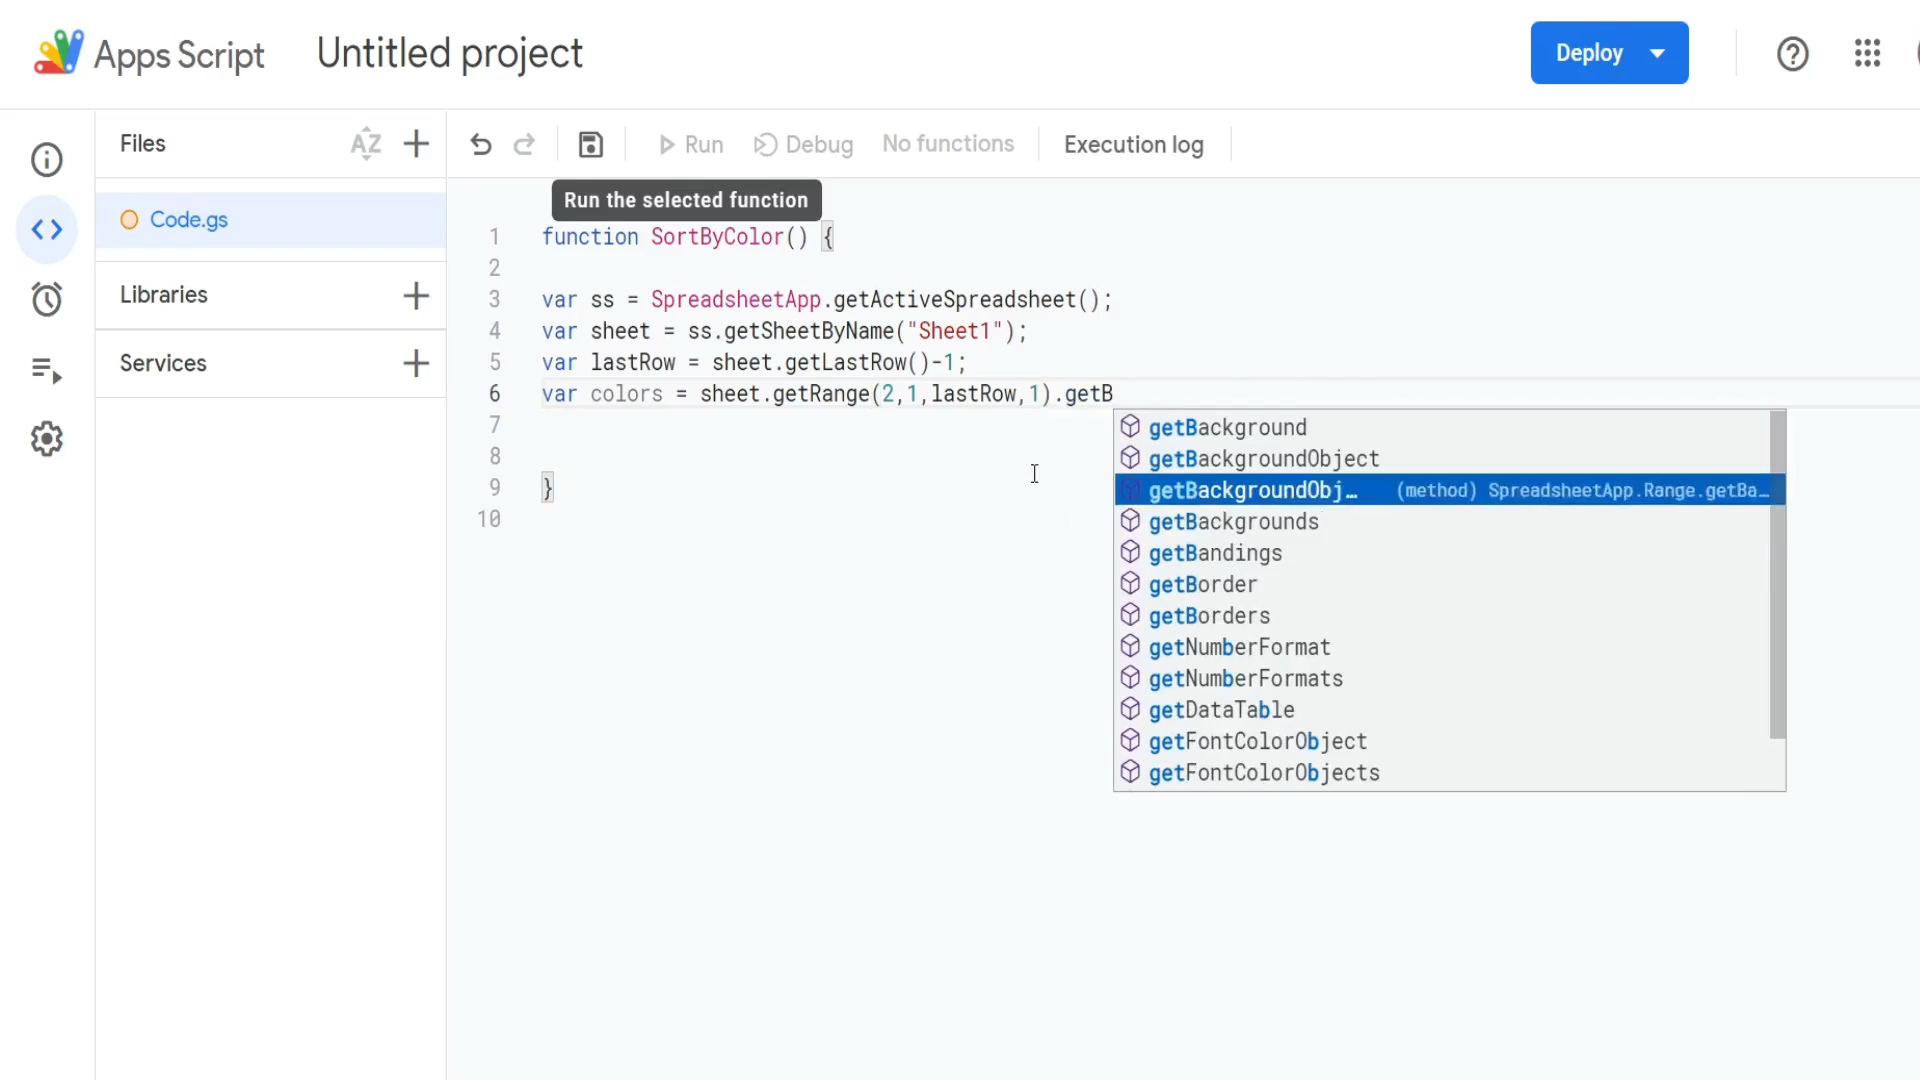 Apps Script
Untitled project
Deploy
Files
AZ
Run
Debug
No functions
Execution log
Run the selected function
Code.gs
Libraries
Services
1 function SortByColor() {
2
3 var ss = SpreadsheetApp.getActiveSpreadsheet();
4 var sheet = ss.getSheetByName("Sheet1");
5 var lastRow = sheet.getLastRow()-1;
6 var colors = sheet.getRange(2,1,lastRow,1).getB
7
8
9 }
10
getBackground
getBackgroundObject
getBackgroundObj… (method) SpreadsheetApp.Range.getBa…
getBackgrounds
getBandings
getBorder
getBorders
getNumberFormat
getNumberFormats
getDataTable
getFontColorObject
getFontColorObjects